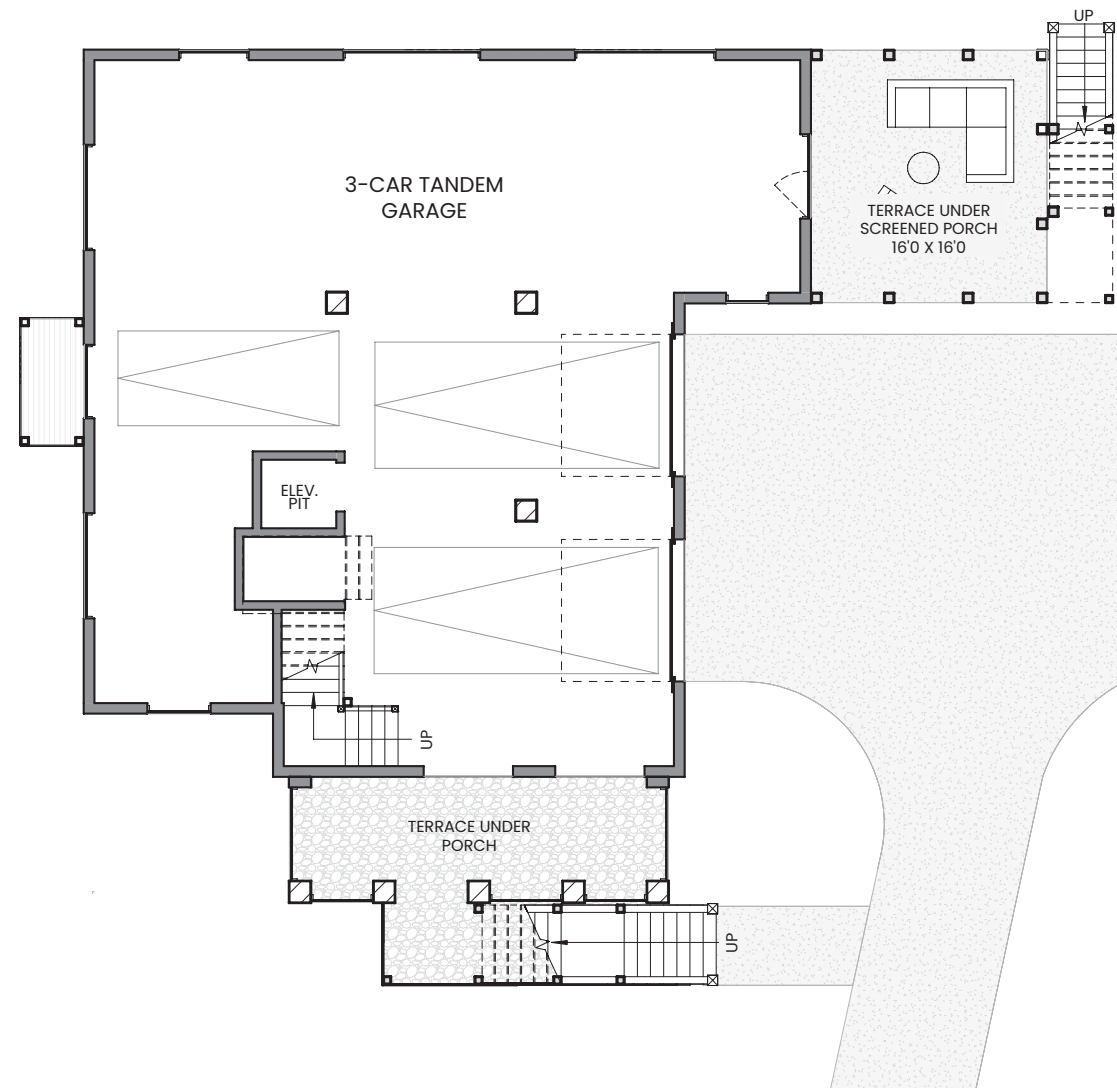 UP
3-CAR TANDEM
GARAGE
TERRACE UNDER
SCREENED PORCH
16'0 X 16'0
ELEV.
PIT
UP
TERRACE UNDER
PORCH
UP